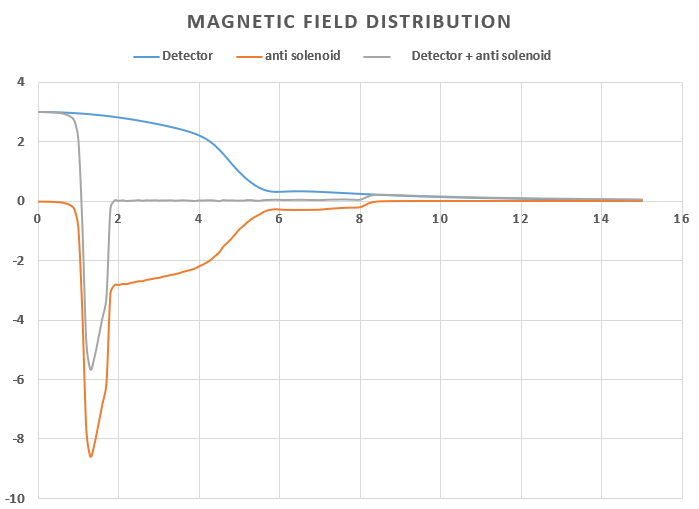 MAGNETIC FIELD DISTRIBUTION
Detector anti solenoid Detector + anti solenoid
4
2
0
0 2 4 6 8 10 12 14 16
-2
-4
-6
-8
-10